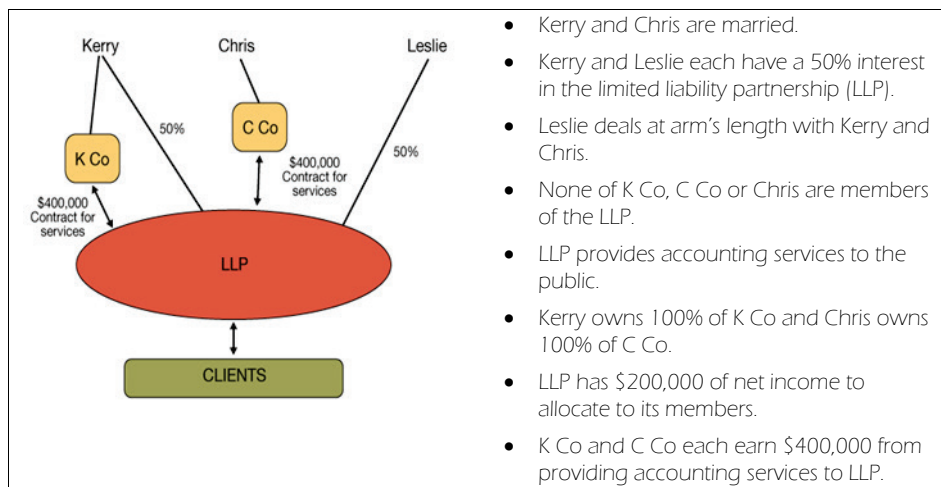 Kerry
Chris
Leslie
C Co
K Co
50%
50%
$400,000
Contract for
services
$400,000
Contract for
services
LLP
CLIENTS
• Kerry and Chris are married.
• Kerry and Leslie each have a 50% interest
in the limited liability partnership (LLP).
• Leslie deals at arm's length with Kerry and
Chris.
• None of K Co, C Co or Chris are members
of the LLP.
• LLP provides accounting services to the
public.
• Kerry owns 100% of K Co and Chris owns
100% of C Co.
• LLP has $200,000 of net income to
allocate to its members.
• K Co and C Co each earn $400,000 from
providing accounting services to LLP.